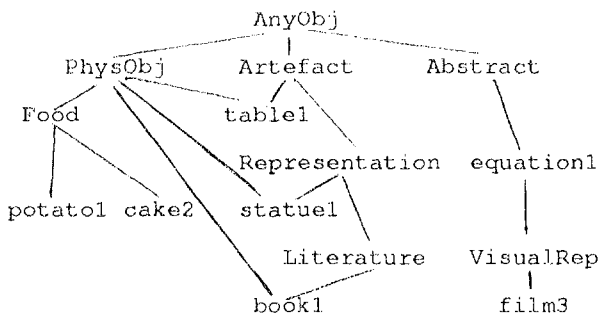 AnyObj
PhysObj Artefact Abstract
Food table1
Representation equation1
potato1 cake2 statue1
Literature VisualRep
book1 film3